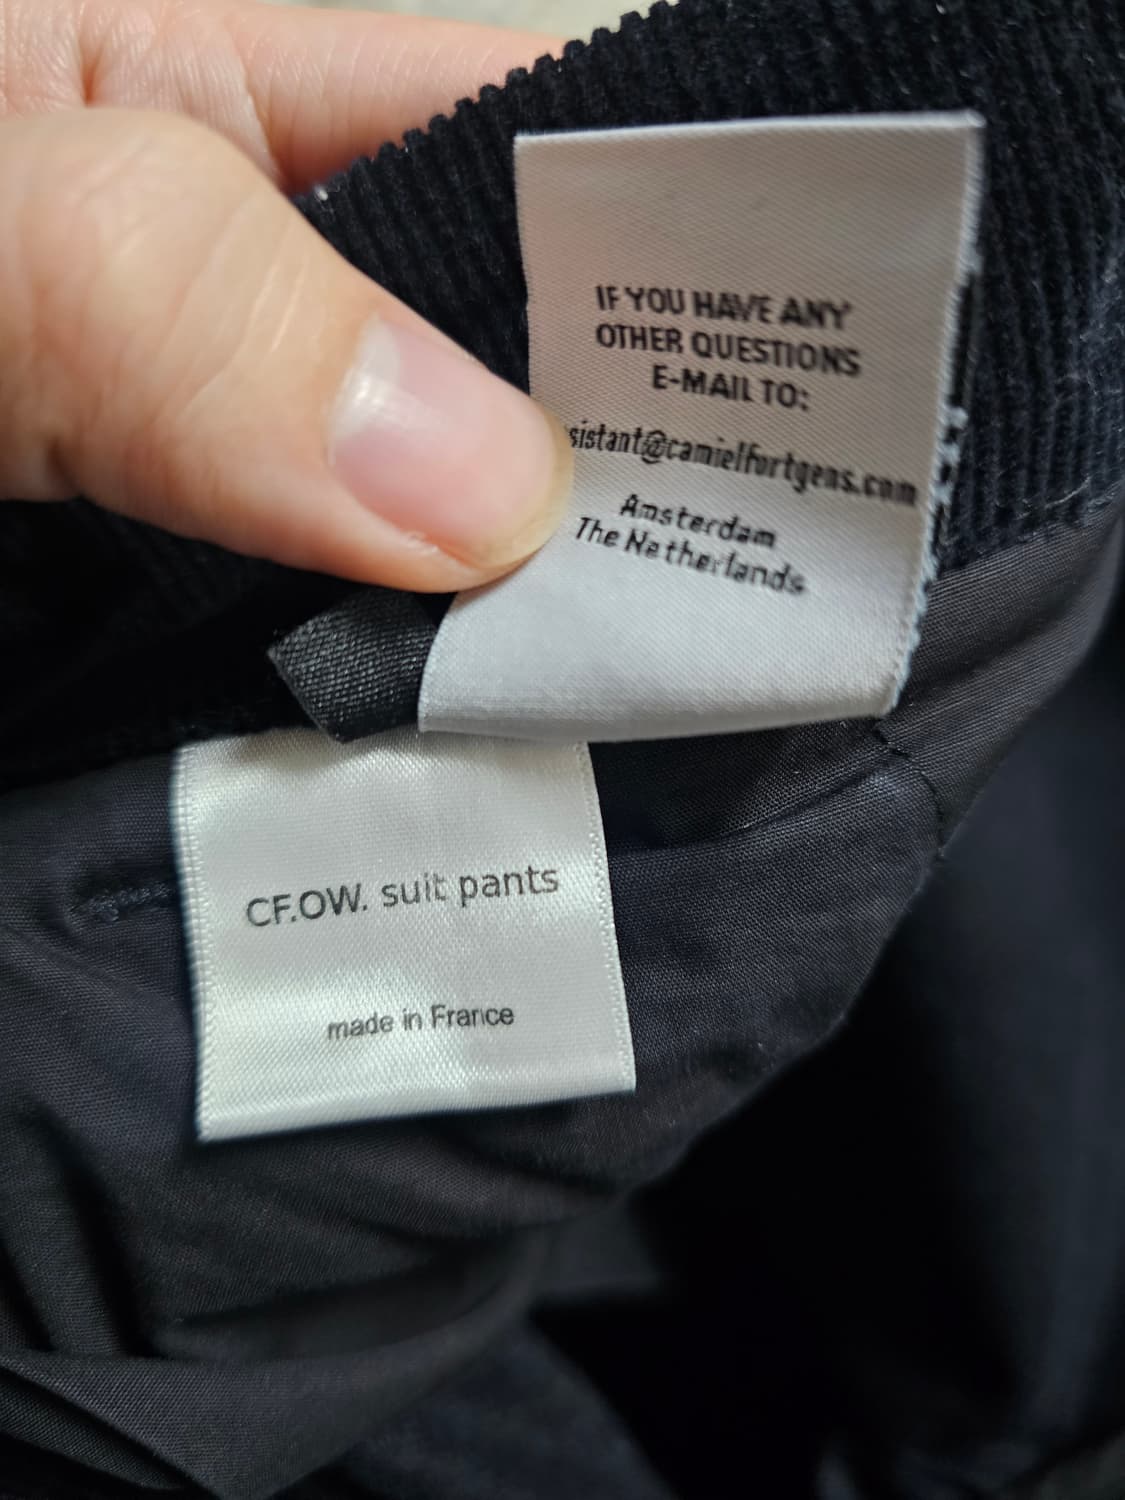 IF YOU HAVE ANY
OTHER QUESTIONS
E-MAIL TO:
sistant@camielfortgens.com
Amsterdam
The Netherlands
CF.OW. suit pants
made in France